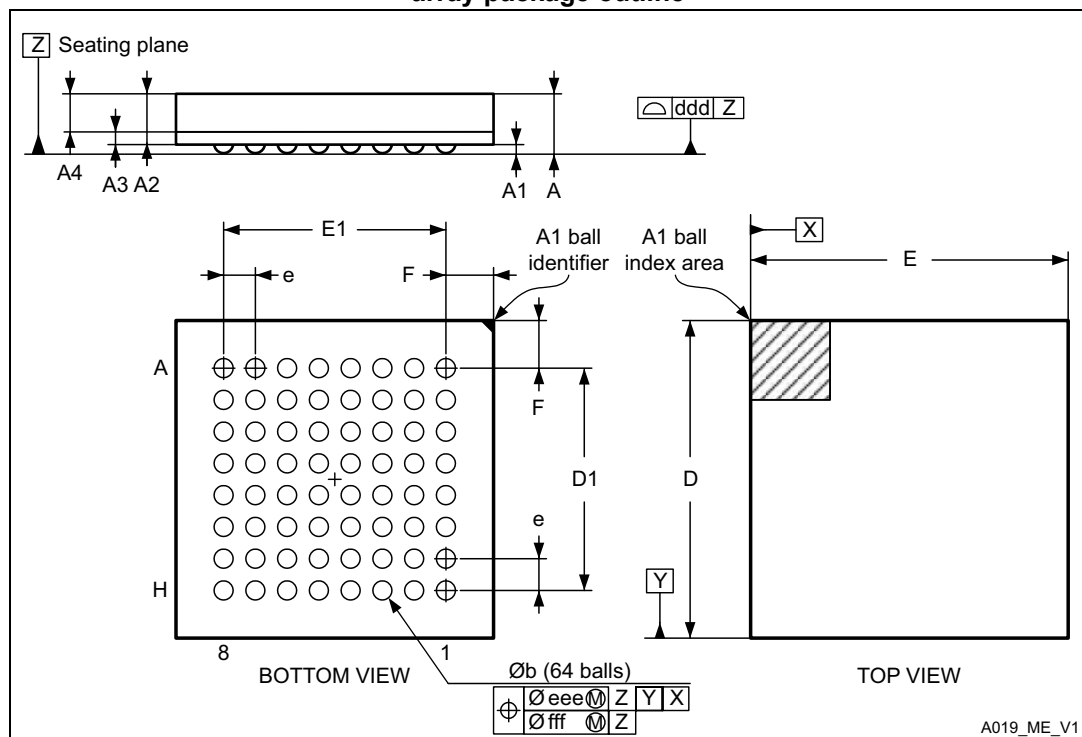 array package outline
Z Seating plane
ddd Z
A4
A3 A2
A1
A
E1
e
F
A1 ball
identifier
A1 ball
index area
X
E
A
F
D1
D
e
H
Y
8
1
BOTTOM VIEW
TOP VIEW
Øb (64 balls)
Ø eee Ⓜ Z Y X
Ø fff Ⓜ Z
A019_ME_V1